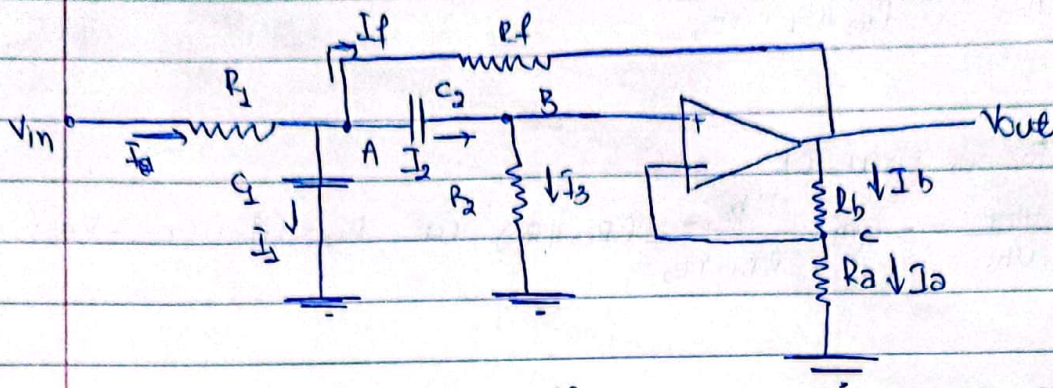 If Rf
R1 C2 B
Vin + Vout
A I2
C1 R2 ↓I3 - Rb ↓Ib
I1 c
Ra ↓Ia